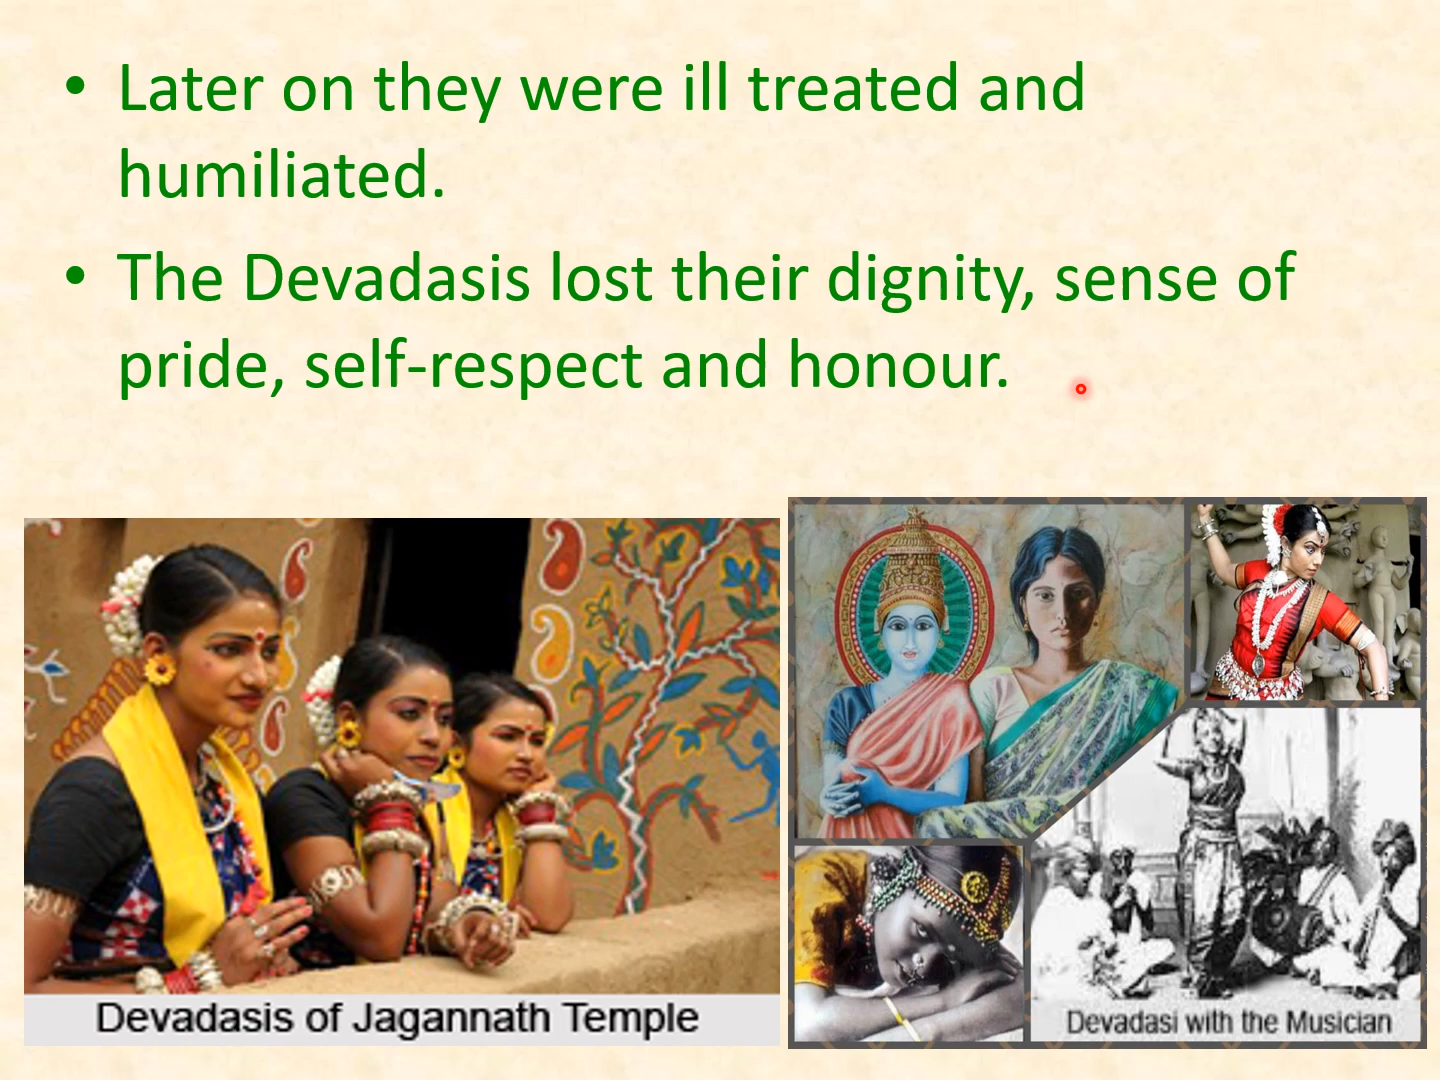 • Later on they were ill treated and
humiliated.
• The Devadasis lost their dignity, sense of
pride, self-respect and honour.
Devadasis of Jagannath Temple
Devadasi with the Musician